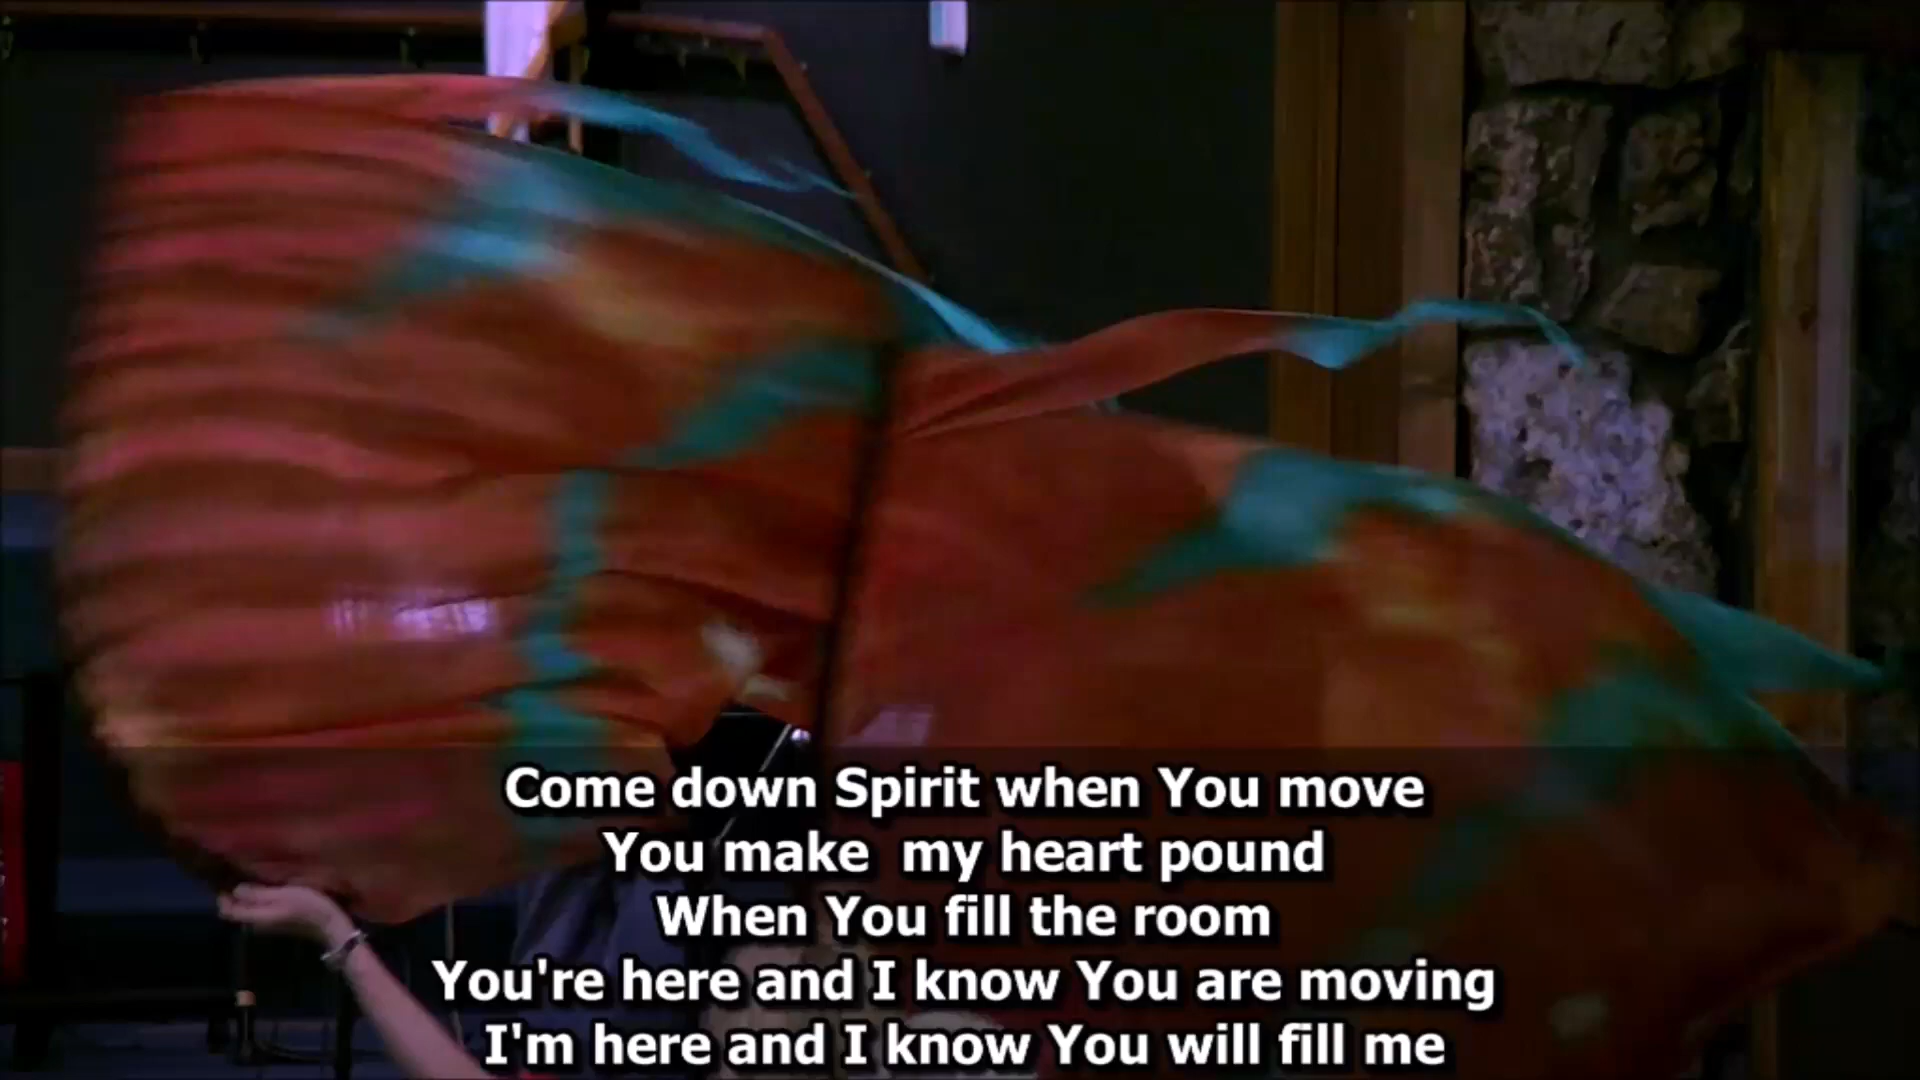 Come down Spirit when You move
You make  my heart pound
When You fill the room
You're here and I know You are moving
I'm here and I know You will fill me